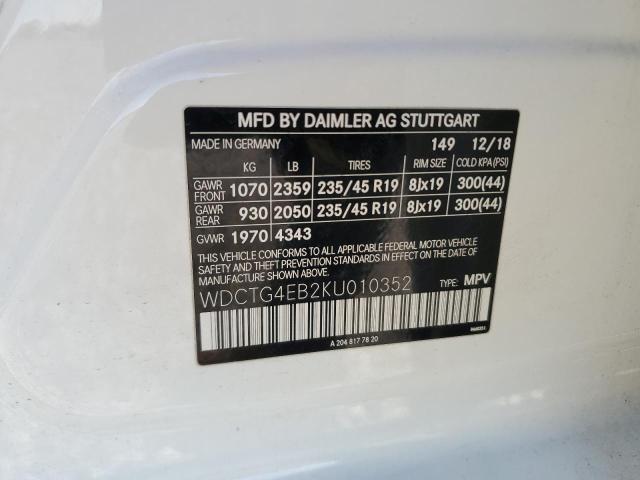 MFD BY DAIMLER AG STUTTGART
MADE IN GERMANY 149 12/18
KG LB TIRES RIM SIZE COLD KPA(PSI)
GAWR FRONT 1070 2359 235/45 R19 8Jx19 300(44)
GAWR REAR 930 2050 235/45 R19 8Jx19 300(44)
GVWR 1970 4343
THIS VEHICLE CONFORMS TO ALL APPLICABLE FEDERAL MOTOR VEHICLE
SAFETY AND THEFT PREVENTION STANDARDS IN EFFECT ON THE DATE OF
MANUFACTURE SHOWN ABOVE.
WDCTG4EB2KU010352 TYPE: MPV
A 204 817 78 20